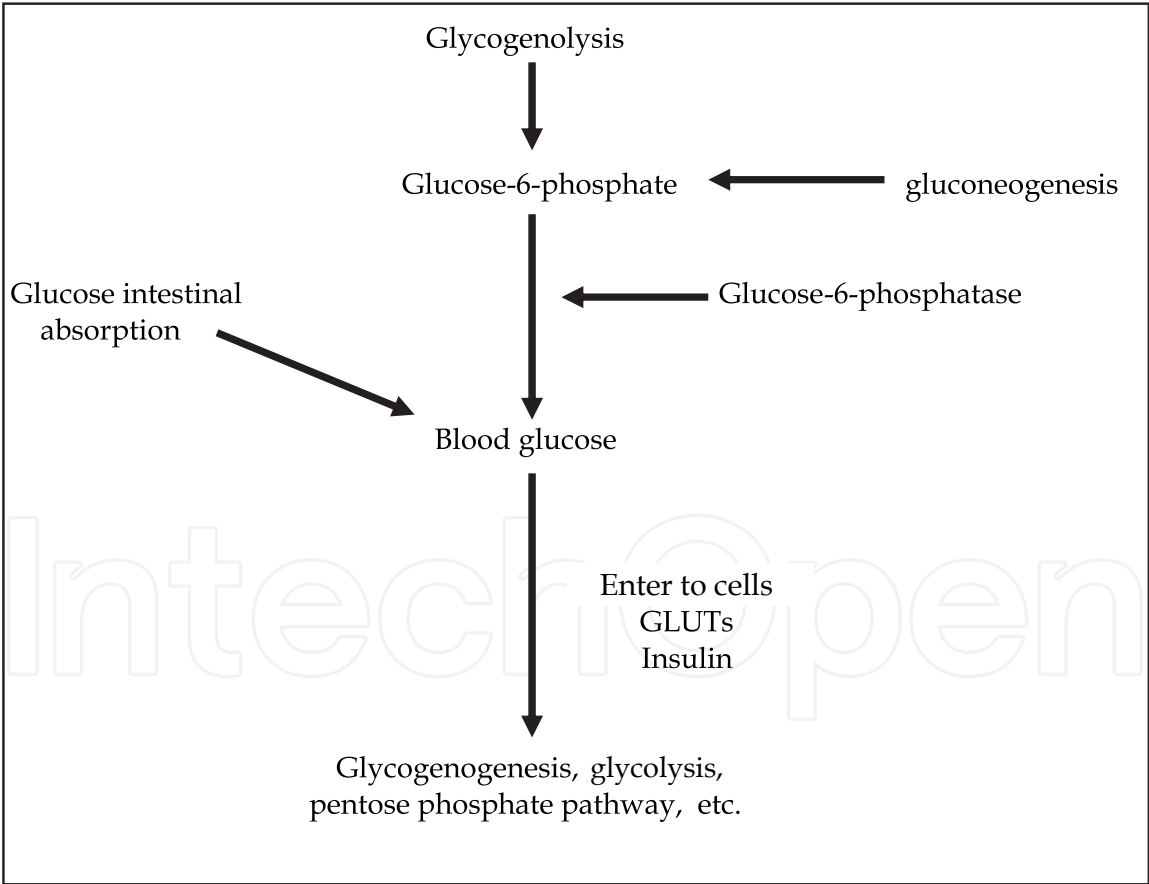 Glycogenolysis
Glucose-6-phosphate
gluconeogenesis
Glucose intestinal
absorption
Glucose-6-phosphatase
Blood glucose
Enter to cells
GLUTs
Insulin
IntechOpen
Glycogenogenesis, glycolysis,
pentose phosphate pathway, etc.